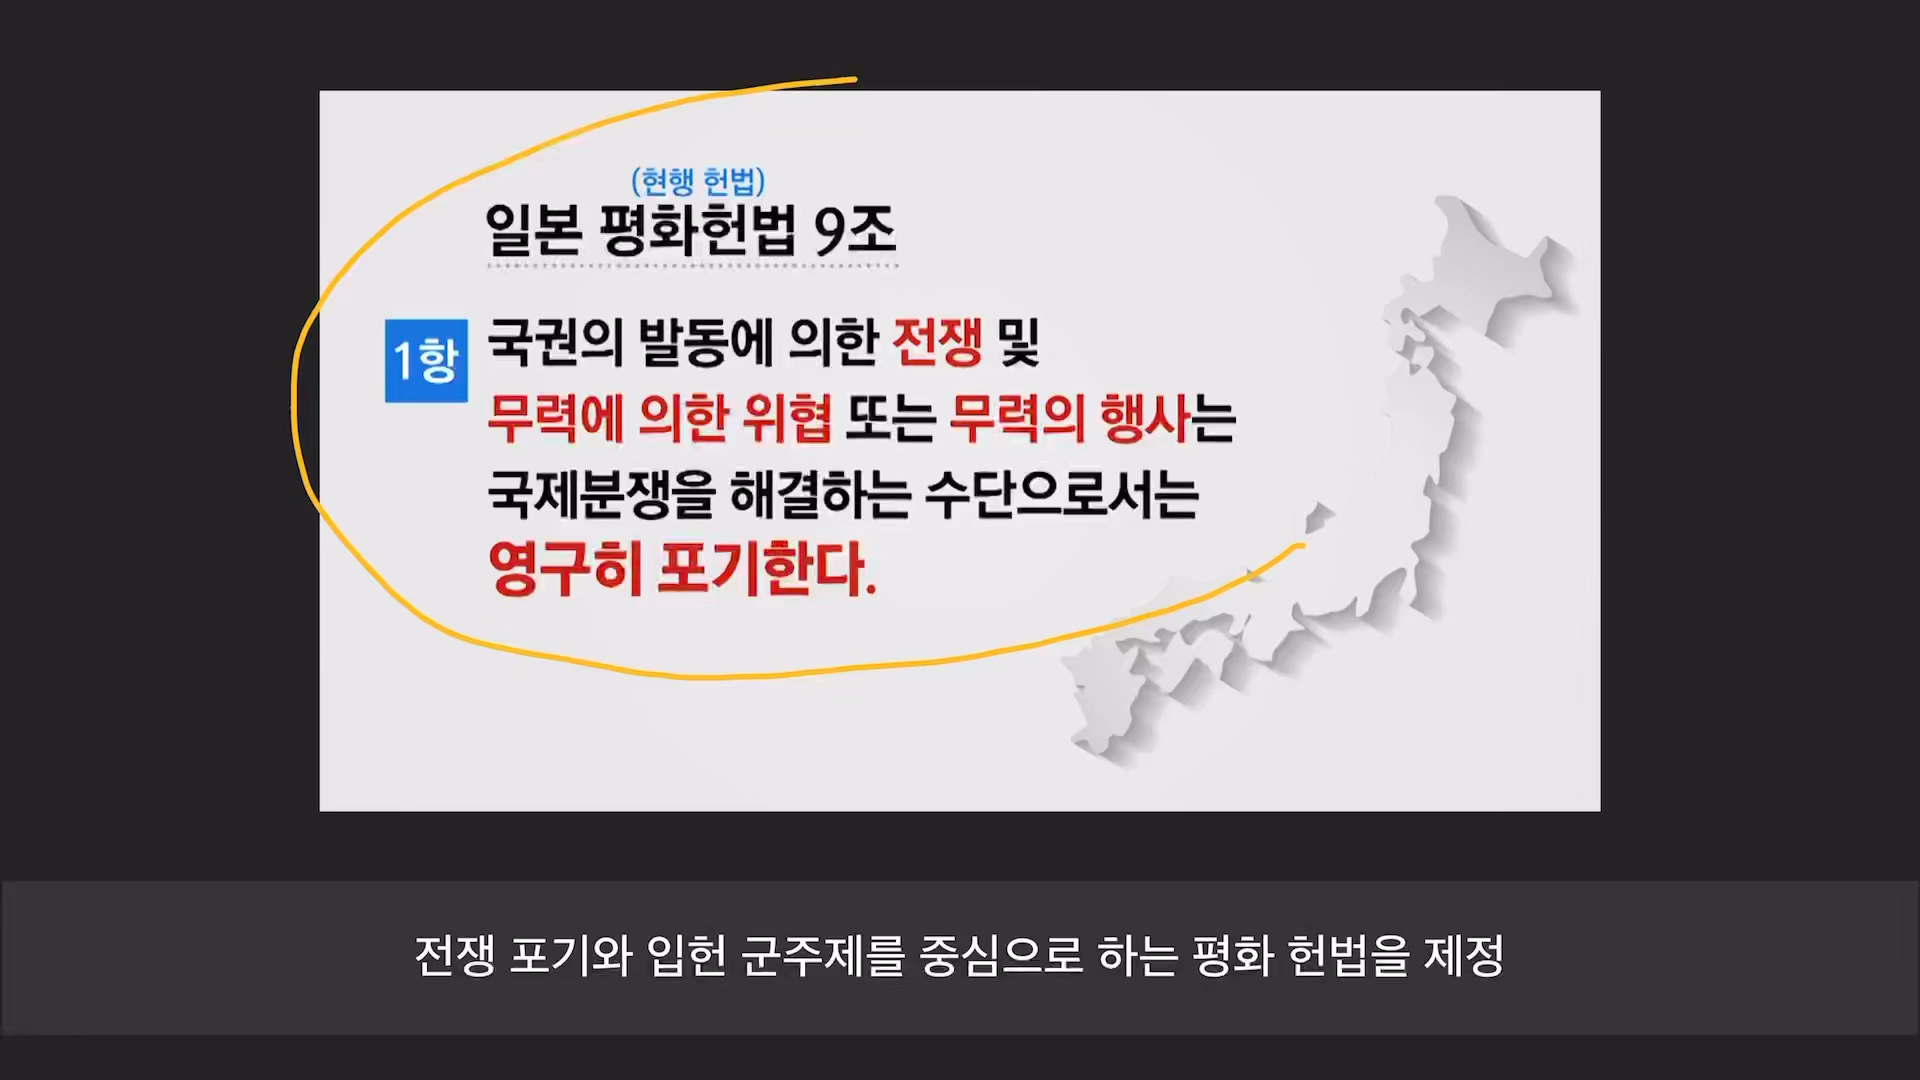 (현행 헌법)
일본 평화헌법 9조
1항
국권의 발동에 의한 전쟁 및
무력에 의한 위협 또는 무력의 행사는
국제분쟁을 해결하는 수단으로서는
영구히 포기한다.
전쟁 포기와 입헌 군주제를 중심으로 하는 평화 헌법을 제정